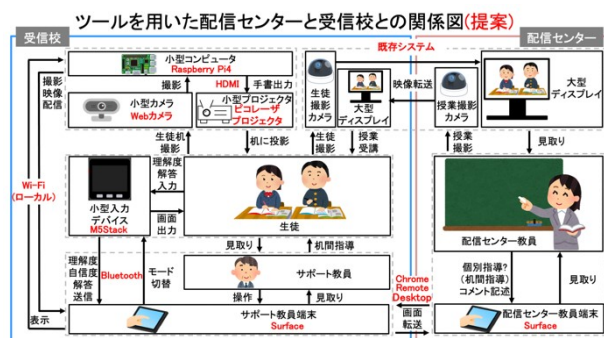 ツールを用いた配信センターと受信校との関係図(提案)
受信校
既存システム
配信センター
小型コンピュータ
Raspberry Pi4
撮影
映像
配信
撮影
HDMI
手書出力
小型カメラ
Webカメラ
小型プロジェクタ
ピコレーザ
プロジェクタ
生徒
撮影
カメラ
大型
ディスプレイ
映像転送
授業撮影
カメラ
大型
ディスプレイ
生徒机
撮影
机に投影
生徒
撮影
授業
受講
授業
撮影
見取り
Wi-Fi
(ローカル)
理解度
解答
入力
画面
出力
小型入力
デバイス
M5Stack
生徒
配信センター教員
見取り
机間指導
理解度
自信度
解答
送信
Bluetooth
モード
切替
サポート教員
操作
見取り
Chrome
Remote
Desktop
個別指導?
(机間指導)
コメント記述
見取り
表示
サポート教員端末
Surface
画面
転送
配信センター教員端末
Surface